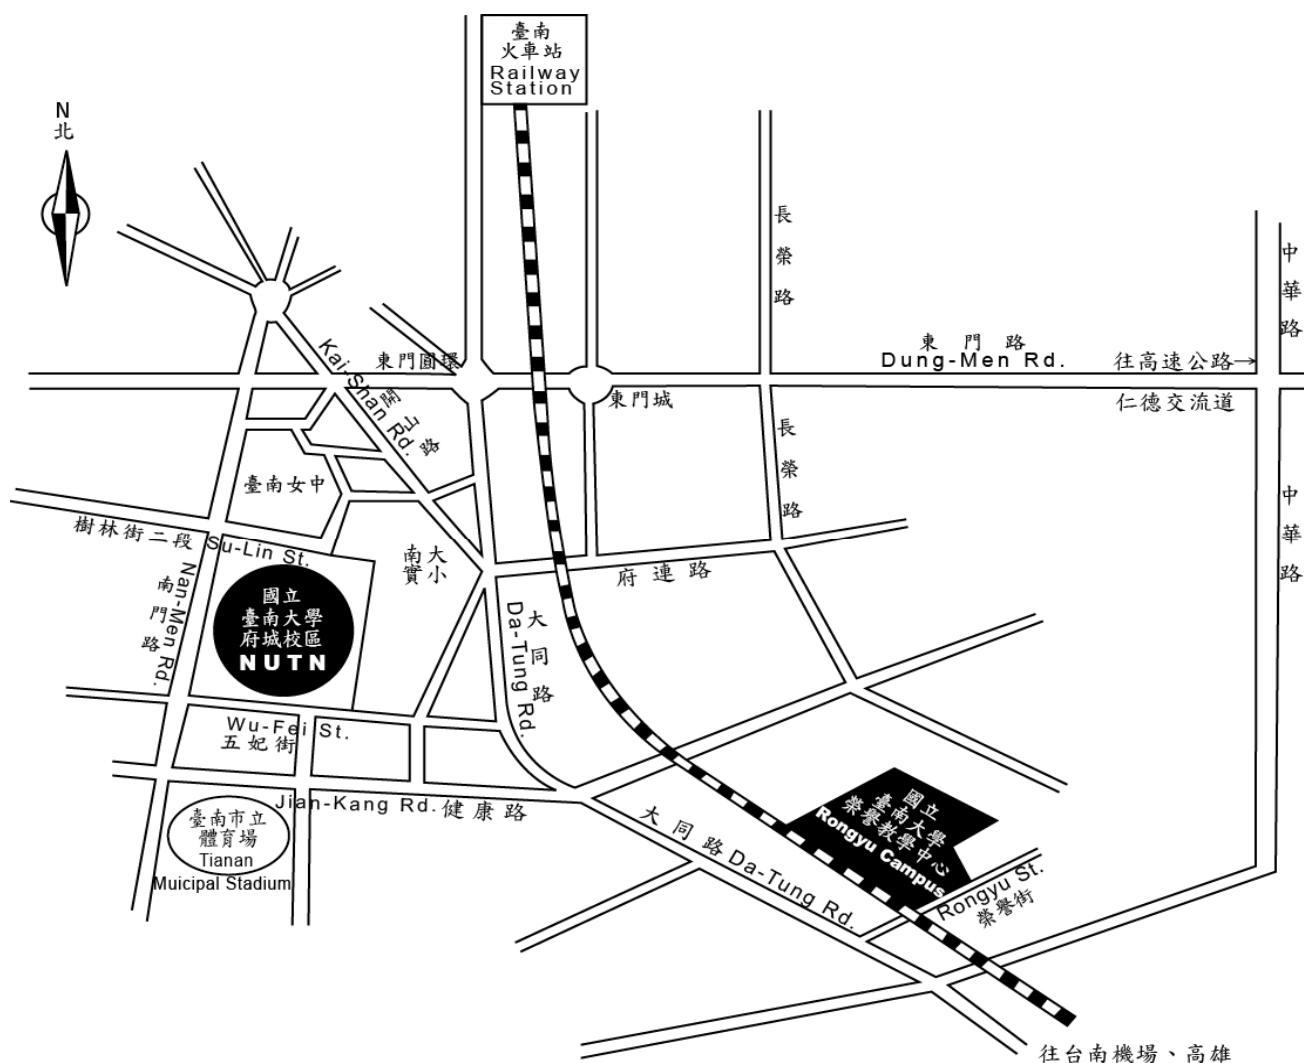 臺南
火車站
Railway
Station
N
北
長榮路
中華路
東門路
Dung-Men Rd.
往高速公路→
仁德交流道
東門圓環
東門城
Kai-Shan Rd.
開山路
長榮路
中華路
臺南女中
樹林街二段
Su-Lin St.
南大
實小
府連路
Nan-Men Rd.
南門路
國立
臺南大學
府城校區
NUTN
Da-Tung Rd.
大同路
Wu-Fei St.
五妃街
Jian-Kang Rd. 健康路
臺南市立
體育場
Tianan
Muicipal Stadium
大同路 Da-Tung Rd.
國立
臺南大學
榮譽教學中心
Rongyu Campus
Rongyu St.
榮譽街
往台南機場、高雄